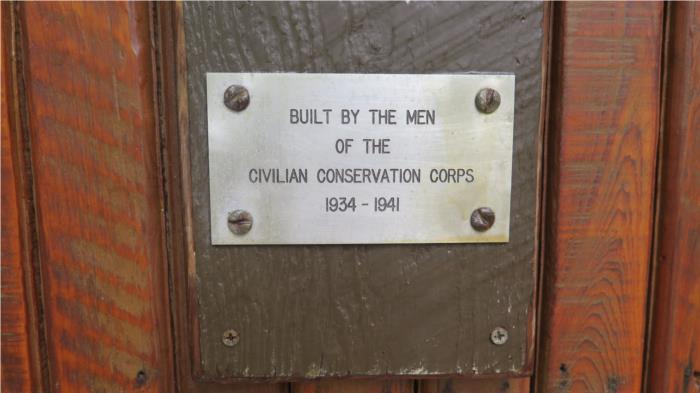 BUILT BY THE MEN
OF THE
CIVILIAN CONSERVATION CORPS
1934 - 1941